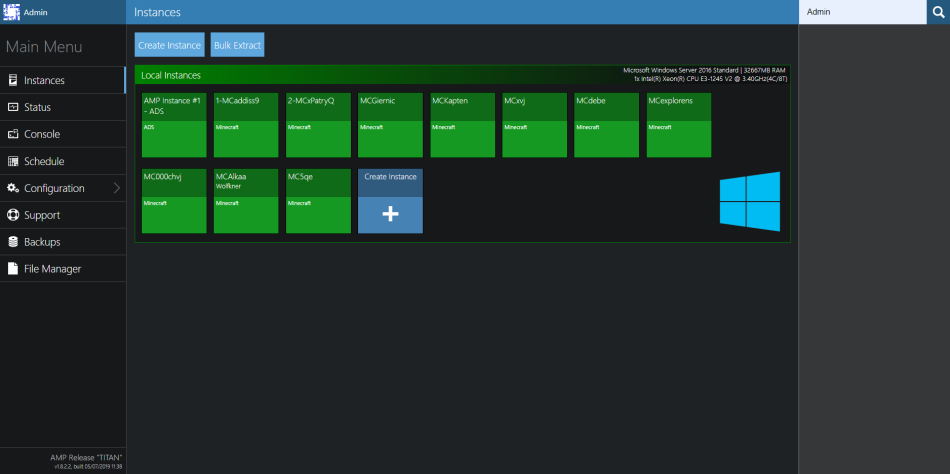 Admin
Instances
Admin
Main Menu
Instances
Status
Console
Schedule
Configuration
Support
Backups
File Manager
Create Instance
Bulk Extract
Local Instances
Microsoft Windows Server 2016 Standard | 32667MB RAM
1x Intel(R) Xeon(R) CPU E3-1245 V2 @ 3.40GHz(4C/8T)
AMP Instance #1
- ADS
ADS
1-MCaddiss9
Minecraft
2-MCxPatryQ
Minecraft
MCGiernic
Minecraft
MCKapten
Minecraft
MCxvj
Minecraft
MCdebe
Minecraft
MCexplorens
Minecraft
MC000chvj
Minecraft
MCAlkaa
Wolfkner
Minecraft
MC5qe
Minecraft
Create Instance
AMP Release "TITAN"
v1.8.2.2, built 05/07/2019 11:38